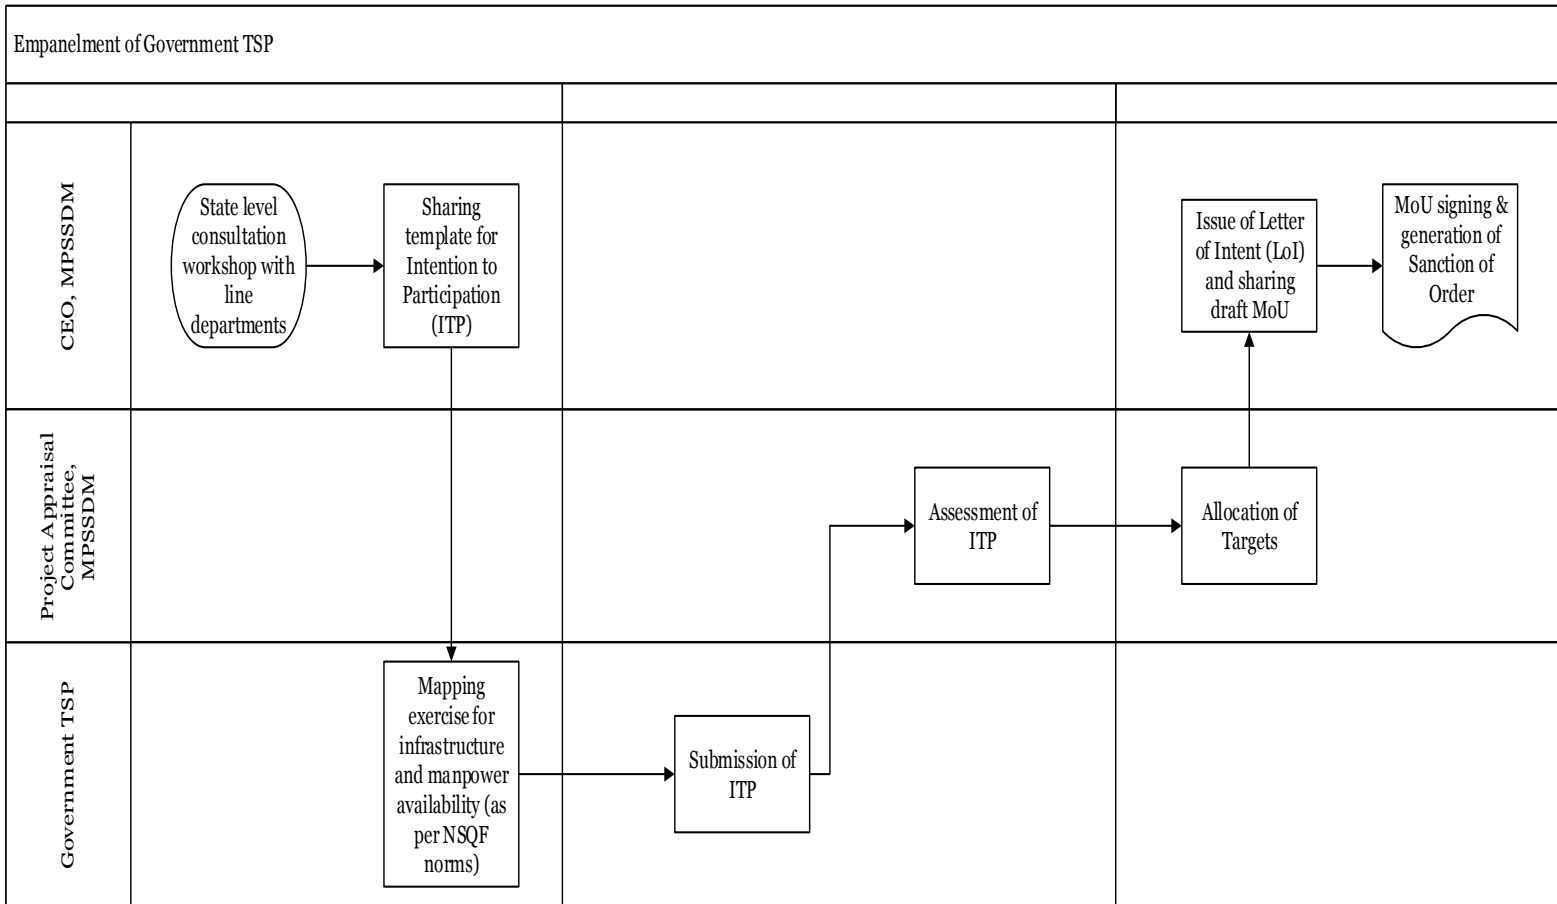 Empanelment of Government TSP
CEO, MPSSDM
State level
consultation
workshop with
line
departments
Sharing
template for
Intention to
Participation
(ITP)
Issue of Letter
of Intent (LoI)
and sharing
draft MoU
MoU signing &
generation of
Sanction of
Order
Project Appraisal
Committee,
MPSSDM
Assessment of
ITP
Allocation of
Targets
Government TSP
Mapping
exercise for
infrastructure
and manpower
availability (as
per NSQF
norms)
Submission of
ITP